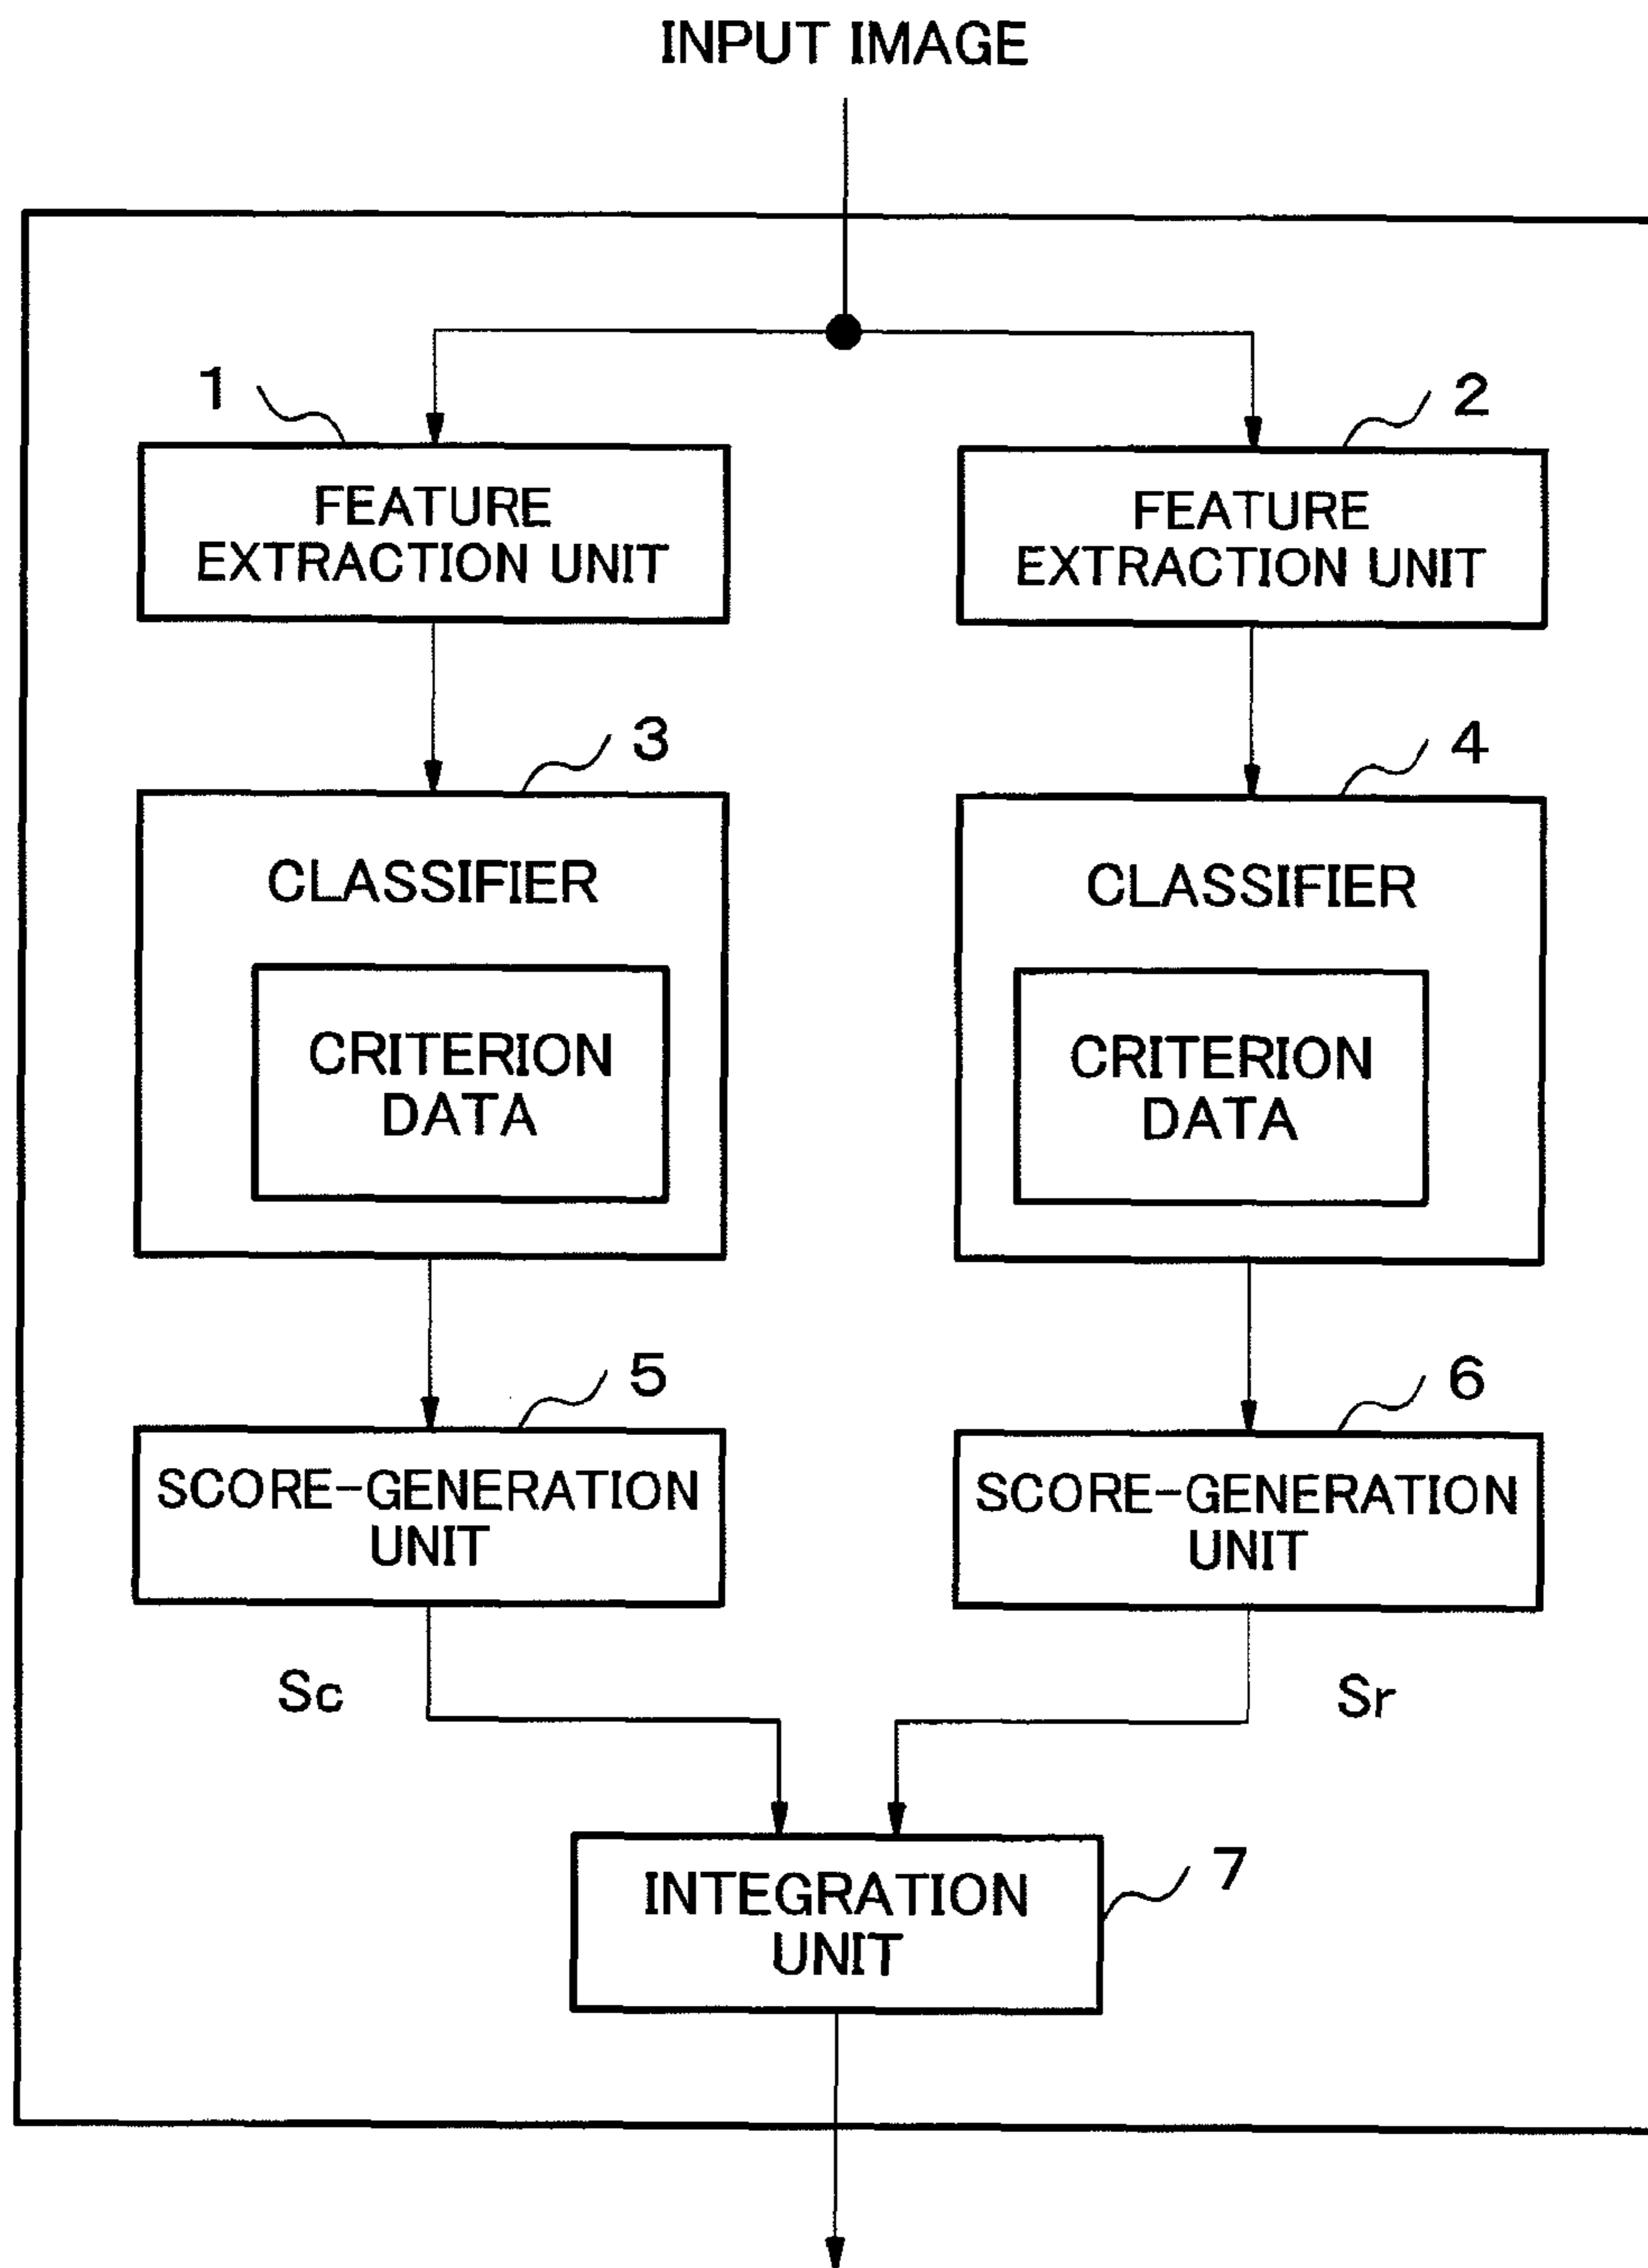 INPUT IMAGE
1
2
FEATURE
EXTRACTION UNIT
FEATURE
EXTRACTION UNIT
3
4
CLASSIFIER
CRITERION
DATA
CLASSIFIER
CRITERION
DATA
5
6
SCORE-GENERATION
UNIT
SCORE-GENERATION
UNIT
Sc
Sr
7
INTEGRATION
UNIT